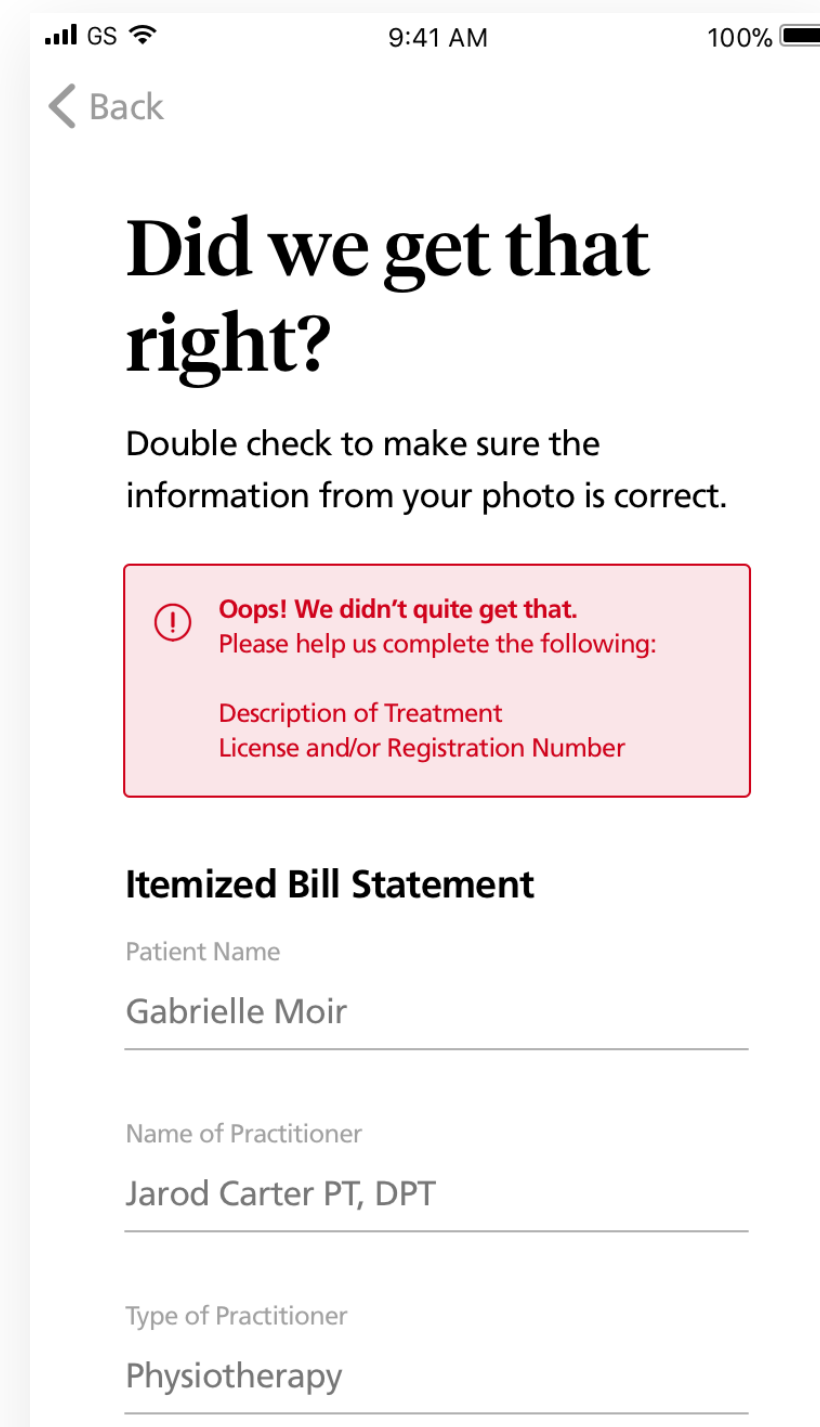 GS 9:41 AM 100%
Back
Did we get that
right?
Double check to make sure the
information from your photo is correct.
Oops! We didn’t quite get that.
Please help us complete the following:
Description of Treatment
License and/or Registration Number
Itemized Bill Statement
Patient Name
Gabrielle Moir
Name of Practitioner
Jarod Carter PT, DPT
Type of Practitioner
Physiotherapy